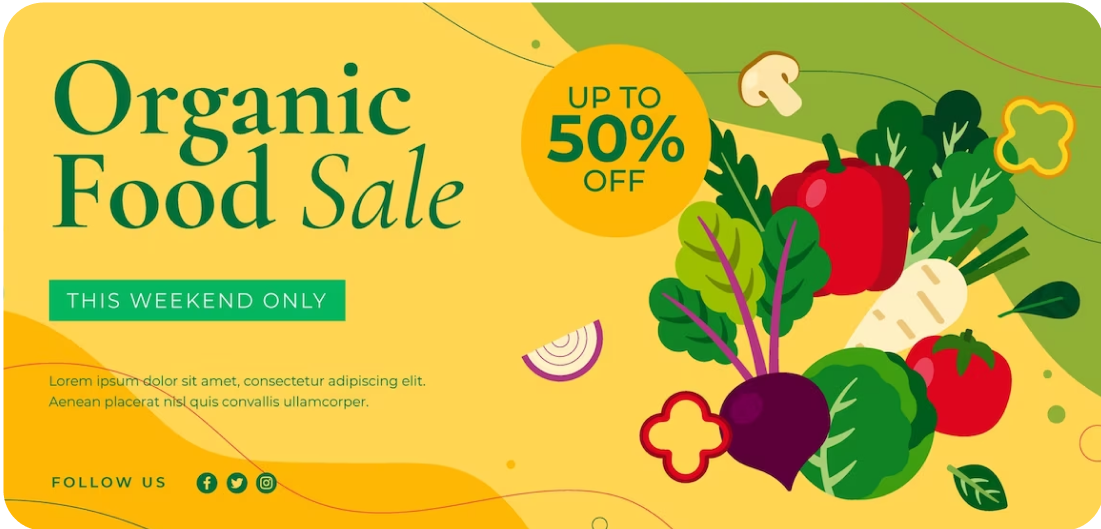 Organic
Food Sale
UP TO
50%
OFF
THIS WEEKEND ONLY
Lorem ipsum dolor sit amet, consectetur adipiscing elit.
Aenean placerat nisl quis convallis ullamcorper.
FOLLOW US